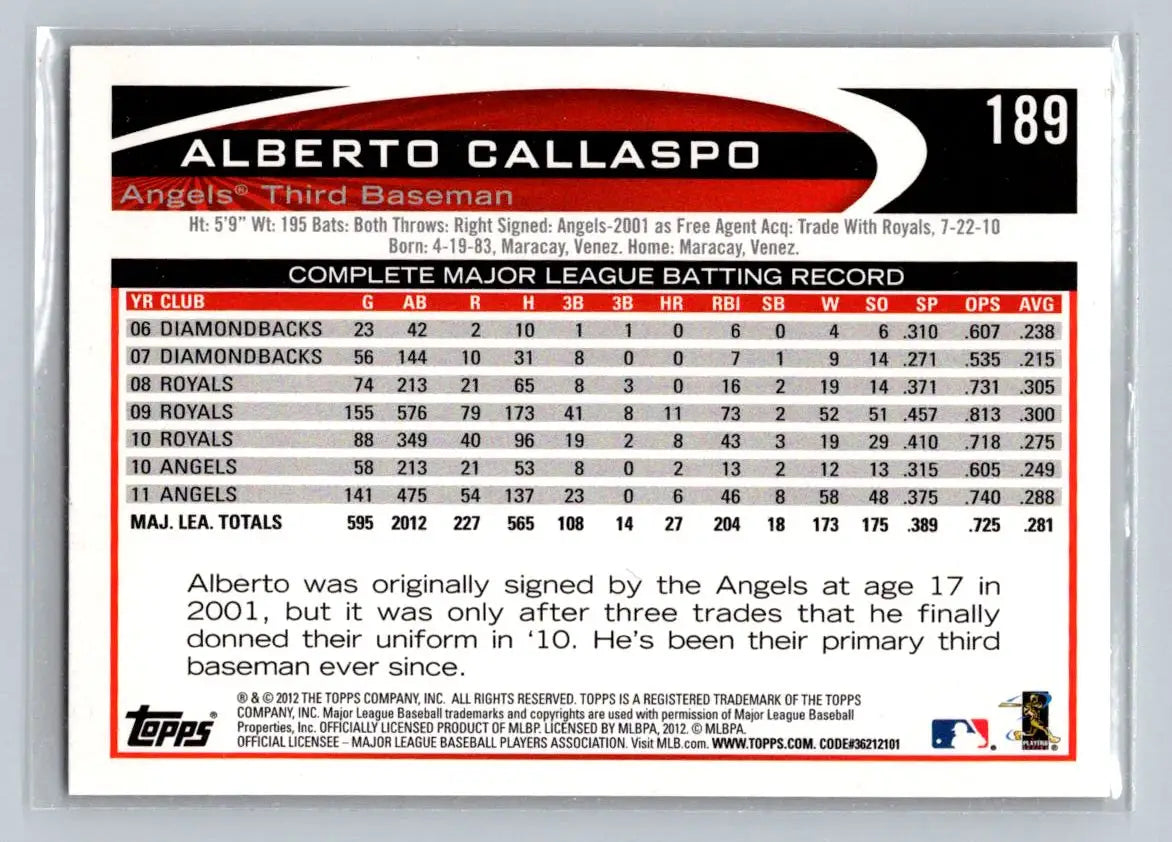 189
ALBERTO CALLASPO
Angels® Third Baseman
Ht: 5'9" Wt: 195 Bats: Both Throws: Right Signed: Angels-2001 as Free Agent Acq: Trade With Royals, 7-22-10
Born: 4-19-83, Maracay, Venez. Home: Maracay, Venez.
COMPLETE MAJOR LEAGUE BATTING RECORD
YR CLUB G AB R H 3B 3B HR RBI SB W SO SP OPS AVG
06 DIAMONDBACKS 23 42 2 10 1 1 0 6 0 4 6 .310 .607 .238
07 DIAMONDBACKS 56 144 10 31 8 0 0 7 1 9 14 .271 .535 .215
08 ROYALS 74 213 21 65 8 3 0 16 2 19 14 .371 .731 .305
09 ROYALS 155 576 79 173 41 8 11 73 2 52 51 .457 .813 .300
10 ROYALS 88 349 40 96 19 2 8 43 3 19 29 .410 .718 .275
10 ANGELS 58 213 21 53 8 0 2 13 2 12 13 .315 .605 .249
11 ANGELS 141 475 54 137 23 0 6 46 8 58 48 .375 .740 .288
MAJ. LEA. TOTALS 595 2012 227 565 108 14 27 204 18 173 175 .389 .725 .281
Alberto was originally signed by the Angels at age 17 in
2001, but it was only after three trades that he finally
donned their uniform in '10. He's been their primary third
baseman ever since.
® & © 2012 THE TOPPS COMPANY, INC. ALL RIGHTS RESERVED. TOPPS IS A REGISTERED TRADEMARK OF THE TOPPS
COMPANY, INC. Major League Baseball trademarks and copyrights are used with permission of Major League Baseball
Properties, Inc. OFFICIALLY LICENSED PRODUCT OF MLBP. LICENSED BY MLBPA, 2012. © MLBPA.
OFFICIAL LICENSEE – MAJOR LEAGUE BASEBALL PLAYERS ASSOCIATION. Visit MLB.com. WWW.TOPPS.COM. CODE#36212101
Topps®
PLAYERS